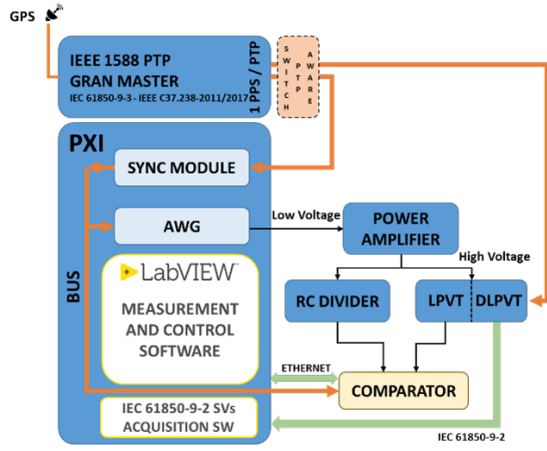 GPS
IEEE 1588 PTP
GRAN MASTER
IEC 61850-9-3 - IEEE C37.238-2011/2017
1 PPS / PTP
SWITCH
PTP
AWARE
PXI
SYNC MODULE
AWG
Low Voltage
POWER
AMPLIFIER
High Voltage
BUS
LabVIEW™
MEASUREMENT
AND CONTROL
SOFTWARE
RC DIVIDER
LPVT
DLPVT
ETHERNET
COMPARATOR
IEC 61850-9-2 SVs
ACQUISITION SW
IEC 61850-9-2